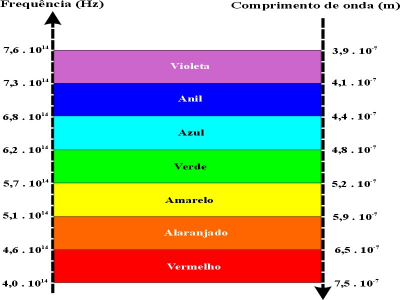 Frequência (Hz) Comprimento de onda (m)
7,6 . 10¹⁴ 3,9 . 10⁻⁷
Violeta
7,3 . 10¹⁴ 4,1 . 10⁻⁷
Anil
6,8 . 10¹⁴ 4,4 . 10⁻⁷
Azul
6,2 . 10¹⁴ 4,8 . 10⁻⁷
Verde
5,7 . 10¹⁴ 5,2 . 10⁻⁷
Amarelo
5,1 . 10¹⁴ 5,9 . 10⁻⁷
Alaranjado
4,6 . 10¹⁴ 6,5 . 10⁻⁷
Vermelho
4,0 . 10¹⁴ 7,5 . 10⁻⁷